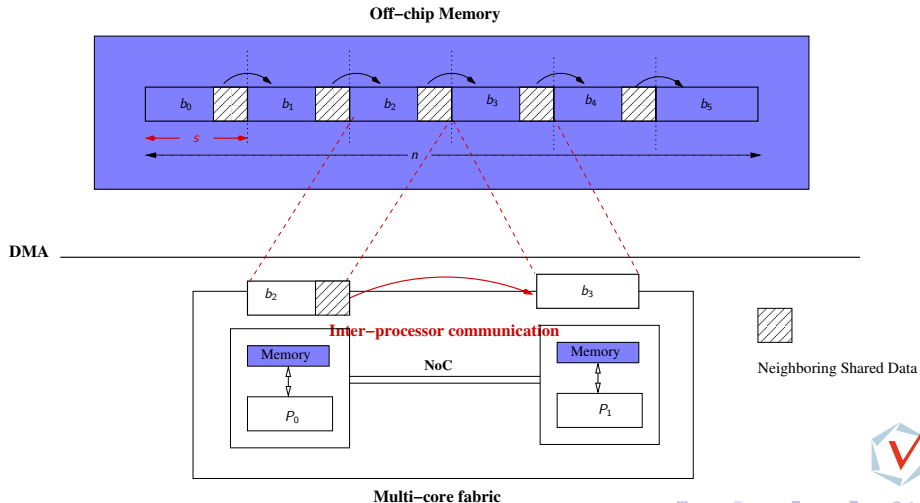 Off−chip Memory
b0 b1 b2 b3 b4 b5
s
n
DMA
b2 b3
Inter−processor communication
Memory NoC Memory
P0 P1
Neighboring Shared Data
Multi−core fabric